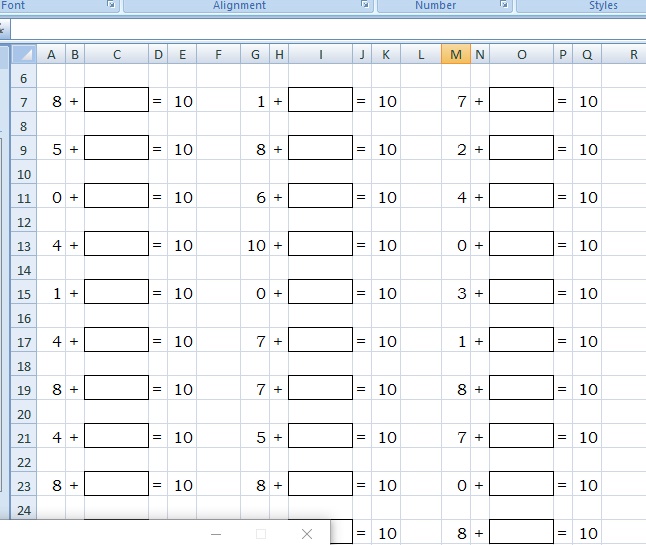 Font Alignment Number Styles
A B C D E F G H I J K L M N O P Q R
6
7 8 + = 10 1 + = 10 7 + = 10
8
9 5 + = 10 8 + = 10 2 + = 10
10
11 0 + = 10 6 + = 10 4 + = 10
12
13 4 + = 10 10 + = 10 0 + = 10
14
15 1 + = 10 0 + = 10 3 + = 10
16
17 4 + = 10 7 + = 10 1 + = 10
18
19 8 + = 10 7 + = 10 8 + = 10
20
21 4 + = 10 5 + = 10 7 + = 10
22
23 8 + = 10 8 + = 10 0 + = 10
24
= 10 8 + = 10